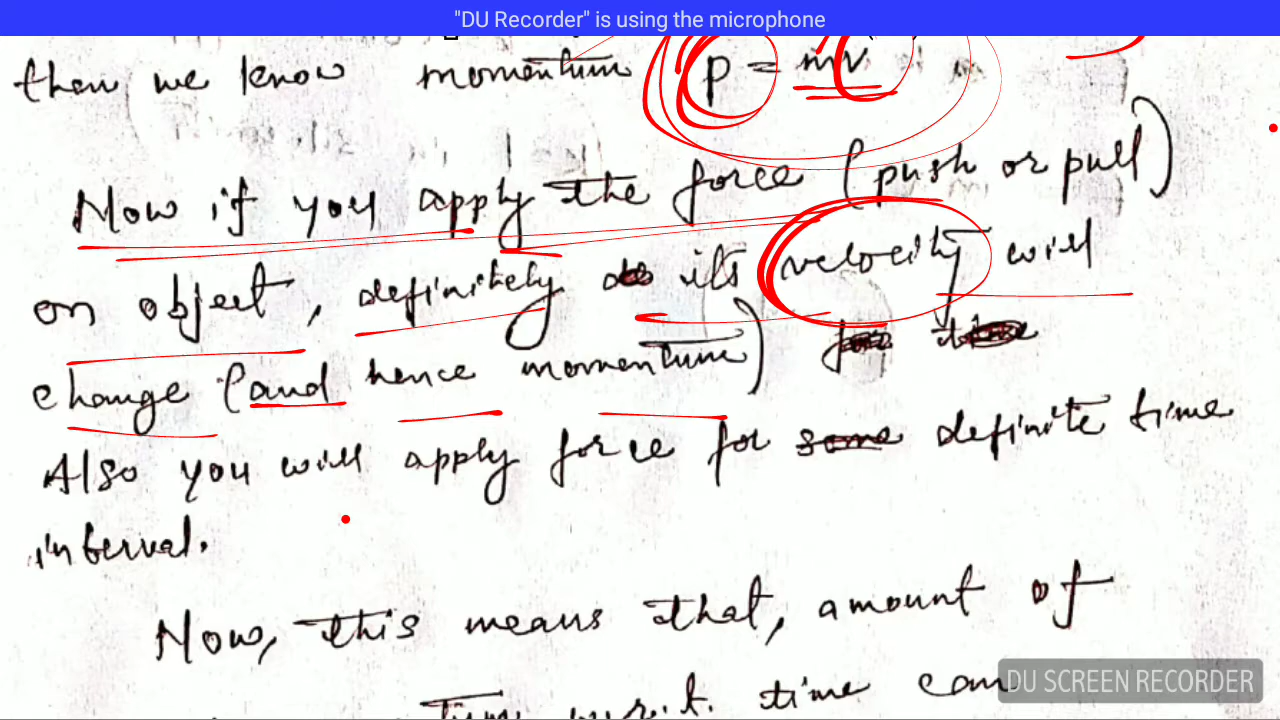 "DU Recorder" is using the microphone
then we know momentum p = mv
Now if you apply the force (push or pull)
on object, definitely its velocity will
change (and hence momentum)
Also you will apply force for some definite time
interval.
Now, this means that, amount of
w.r.t. time can
DU SCREEN RECORDER